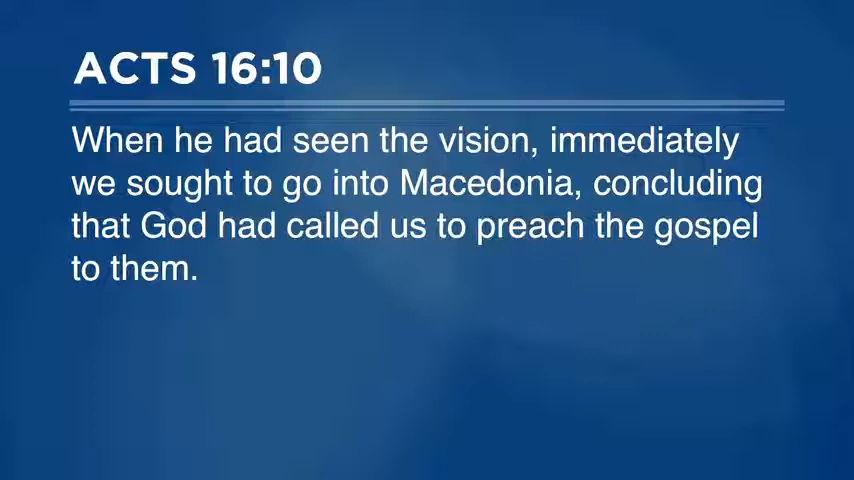 ACTS 16:10
When he had seen the vision, immediately
we sought to go into Macedonia, concluding
that God had called us to preach the gospel
to them.